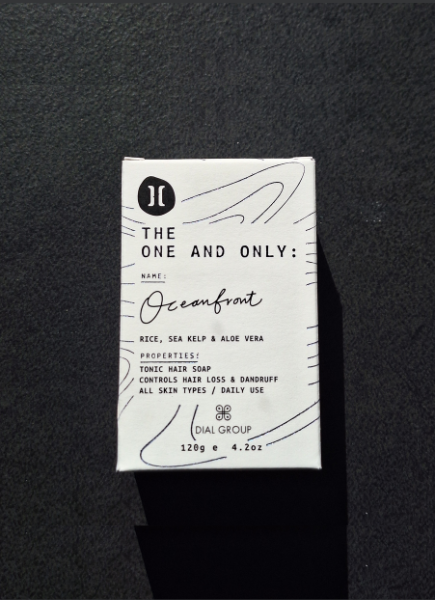 THE
ONE AND ONLY:
NAME:
Oceanfront
RICE, SEA KELP & ALOE VERA
PROPERTIES:
TONIC HAIR SOAP
CONTROLS HAIR LOSS & DANDRUFF
ALL SKIN TYPES / DAILY USE
DIAL GROUP
120g e 4.2oz